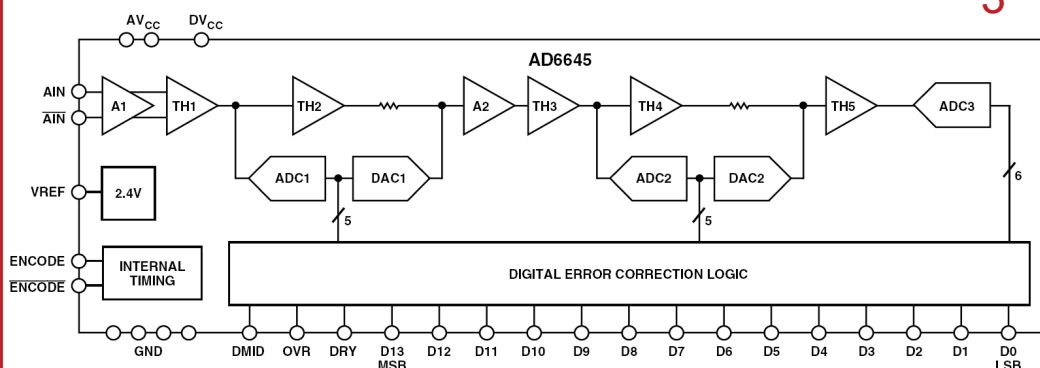 AVCC DVCC
AD6645
AIN
AIN
A1 TH1 TH2 A2 TH3 TH4 TH5 ADC3
ADC1 DAC1 ADC2 DAC2
VREF 2.4V
5 5 6
ENCODE
ENCODE
INTERNAL
TIMING
DIGITAL ERROR CORRECTION LOGIC
GND DMID OVR DRY D13 D12 D11 D10 D9 D8 D7 D6 D5 D4 D3 D2 D1 D0
MSB LSB